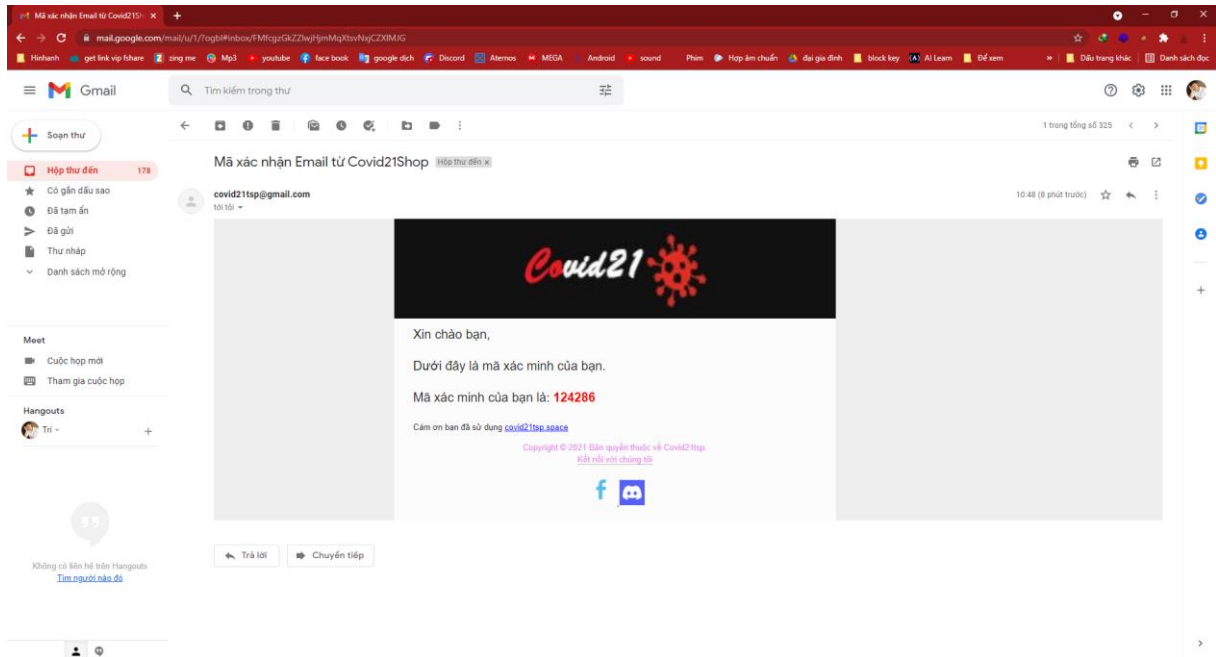 Mã xác nhận Email từ Covid21Sh
mail.google.com/mail/u/1/?ogbl#inbox/FMfcgzGkZZlwjHjmMqXtsvNxjCZXlMJG
Hinhanh get link vip fshare zing me Mp3 youtube face book google dịch Discord Aternos MEGA Android sound Phim Hợp âm chuẩn đại gia đình block key AI Learn Để xem » Dấu trang khác Danh sách đọc
Gmail
Tìm kiếm trong thư
Soạn thư
1 trong tổng số 325
Mã xác nhận Email từ Covid21Shop Hộp thư đến x
Hộp thư đến 178
Có gắn dấu sao
Đã tạm ẩn
Đã gửi
Thư nháp
Danh sách mở rộng
covid21tsp@gmail.com
tới tôi
10:48 (8 phút trước)
Covid21
Xin chào bạn,
Dưới đây là mã xác minh của bạn.
Mã xác minh của bạn là: 124286
Cám ơn bạn đã sử dụng covid21tsp.space
Copyright © 2021 Bản quyền thuộc về Covid21tsp.
Kết nối với chúng tôi
Meet
Cuộc họp mới
Tham gia cuộc họp
Hangouts
Trí
Không có liên hệ trên Hangouts
Tìm người nào đó
Trả lời
Chuyển tiếp